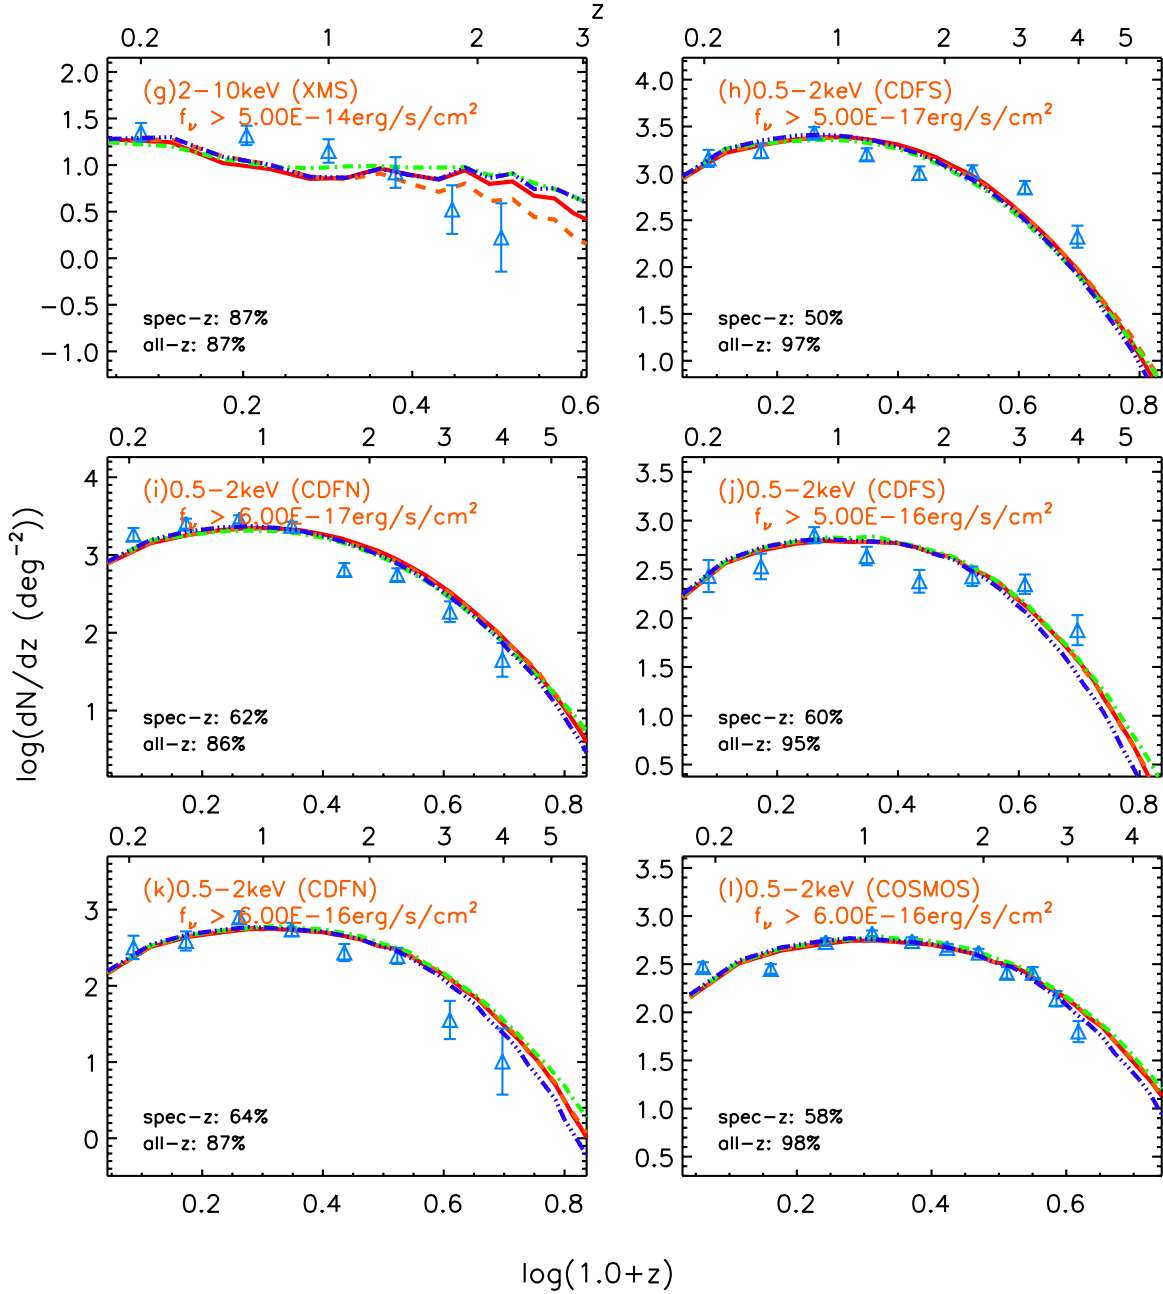 z
0.2 1 2 3
0.2 1 2 3 4 5
2.0
1.5
1.0
0.5
0.0
−0.5
−1.0
(g)2−10keV (XMS)
fν > 5.00E−14erg/s/cm2
spec−z: 87%
all−z: 87%
0.2 0.4 0.6
4.0
3.5
3.0
2.5
2.0
1.5
1.0
(h)0.5−2keV (CDFS)
fν > 5.00E−17erg/s/cm2
spec−z: 50%
all−z: 97%
0.2 0.4 0.6 0.8
0.2 1 2 3 4 5
4
3
2
1
(i)0.5−2keV (CDFN)
fν > 6.00E−17erg/s/cm2
spec−z: 62%
all−z: 86%
0.2 0.4 0.6 0.8
0.2 1 2 3 4 5
3.5
3.0
2.5
2.0
1.5
1.0
0.5
(j)0.5−2keV (CDFS)
fν > 5.00E−16erg/s/cm2
spec−z: 60%
all−z: 95%
0.2 0.4 0.6 0.8
0.2 1 2 3 4 5
3
2
1
0
(k)0.5−2keV (CDFN)
fν > 6.00E−16erg/s/cm2
spec−z: 64%
all−z: 87%
0.2 0.4 0.6 0.8
0.2 1 2 3 4
3.5
3.0
2.5
2.0
1.5
1.0
0.5
(l)0.5−2keV (COSMOS)
fν > 6.00E−16erg/s/cm2
spec−z: 58%
all−z: 98%
0.2 0.4 0.6
log(dN/dz (deg−2))
log(1.0+z)